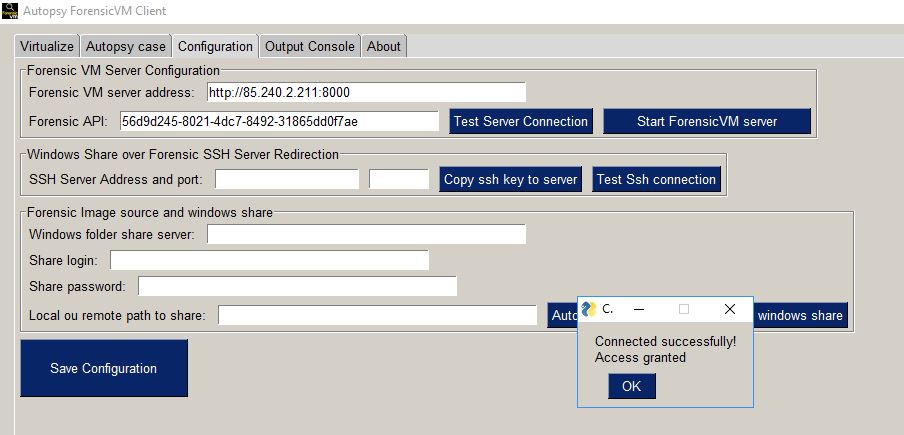 Autopsy ForensicVM Client
Virtualize Autopsy case Configuration Output Console About
Forensic VM Server Configuration
Forensic VM server address: http://85.240.2.211:8000
Forensic API: 56d9d245-8021-4dc7-8492-31865dd0f7ae Test Server Connection Start ForensicVM server
Windows Share over Forensic SSH Server Redirection
SSH Server Address and port: Copy ssh key to server Test Ssh connection
Forensic Image source and windows share
Windows folder share server:
Share login:
Share password:
Local ou remote path to share: Auto windows share
C.
Connected successfully!
Access granted
OK
Save Configuration